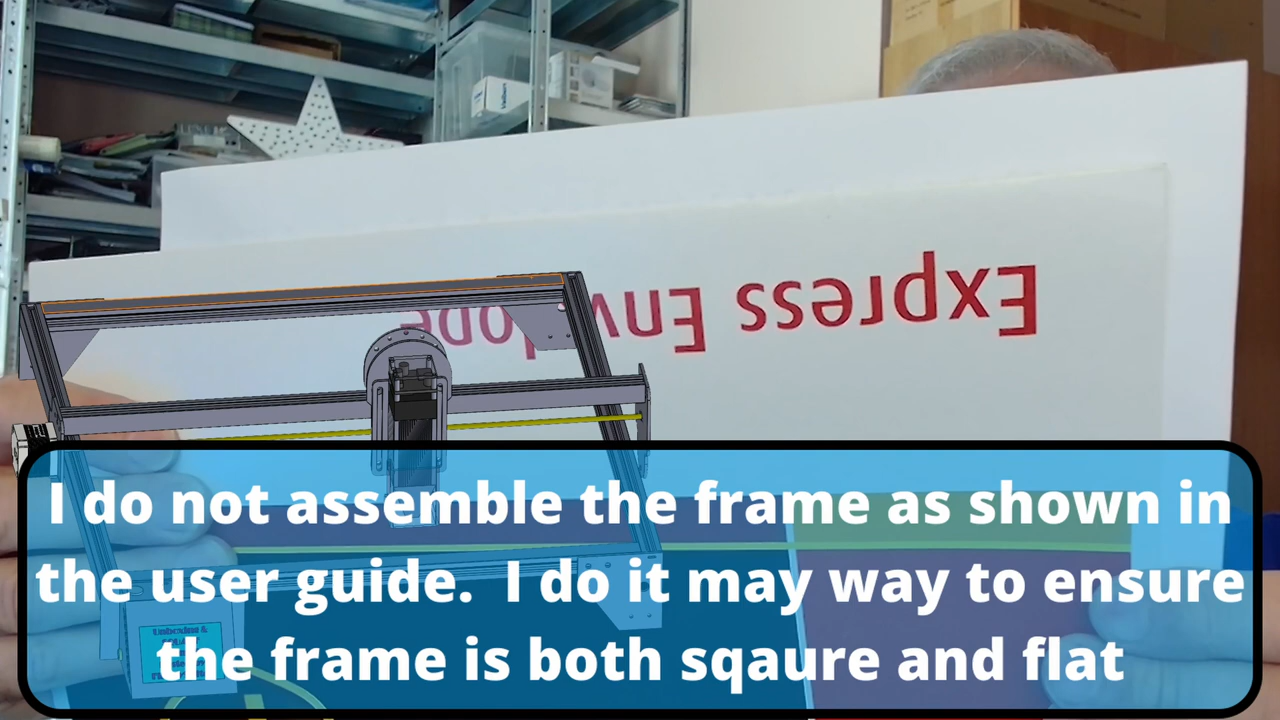 Express Envelope
I do not assemble the frame as shown in
the user guide.  I do it may way to ensure
the frame is both sqaure and flat